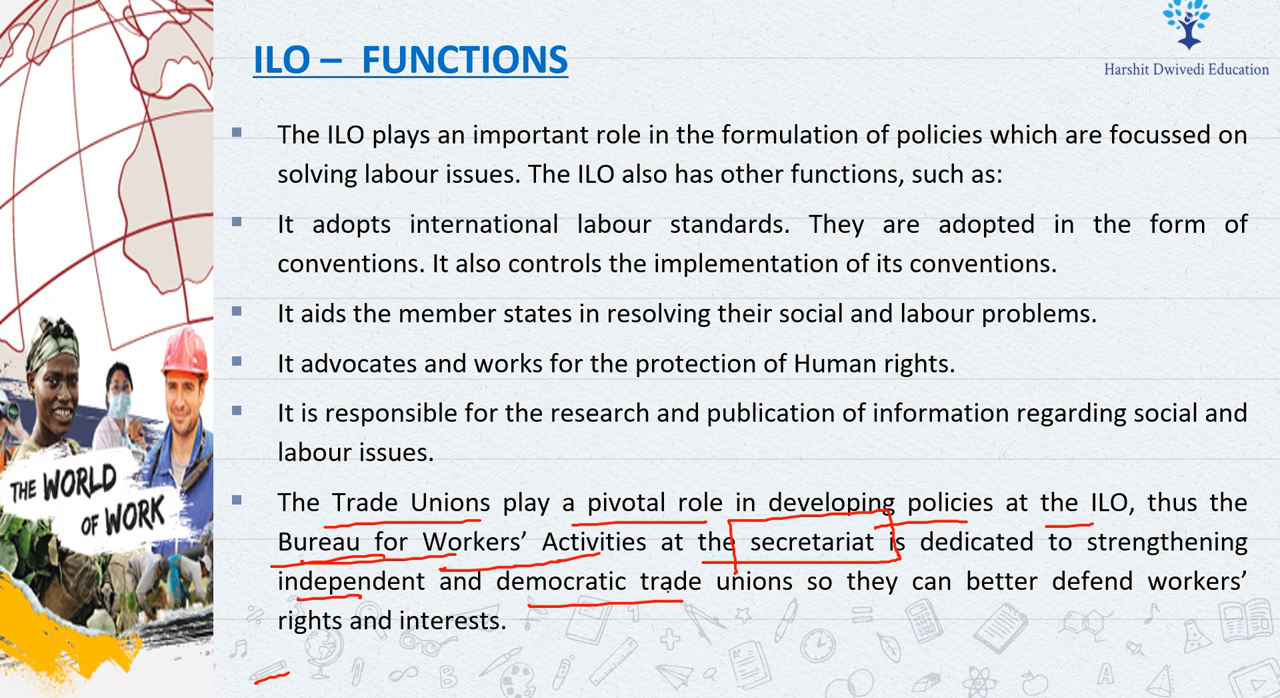 ILO – FUNCTIONS
Harshit Dwivedi Education
The ILO plays an important role in the formulation of policies which are focussed on
solving labour issues. The ILO also has other functions, such as:
It adopts international labour standards. They are adopted in the form of
conventions. It also controls the implementation of its conventions.
It aids the member states in resolving their social and labour problems.
It advocates and works for the protection of Human rights.
It is responsible for the research and publication of information regarding social and
labour issues.
The Trade Unions play a pivotal role in developing policies at the ILO, thus the
Bureau for Workers’ Activities at the secretariat is dedicated to strengthening
independent and democratic trade unions so they can better defend workers’
rights and interests.
THE WORLD
OF WORK